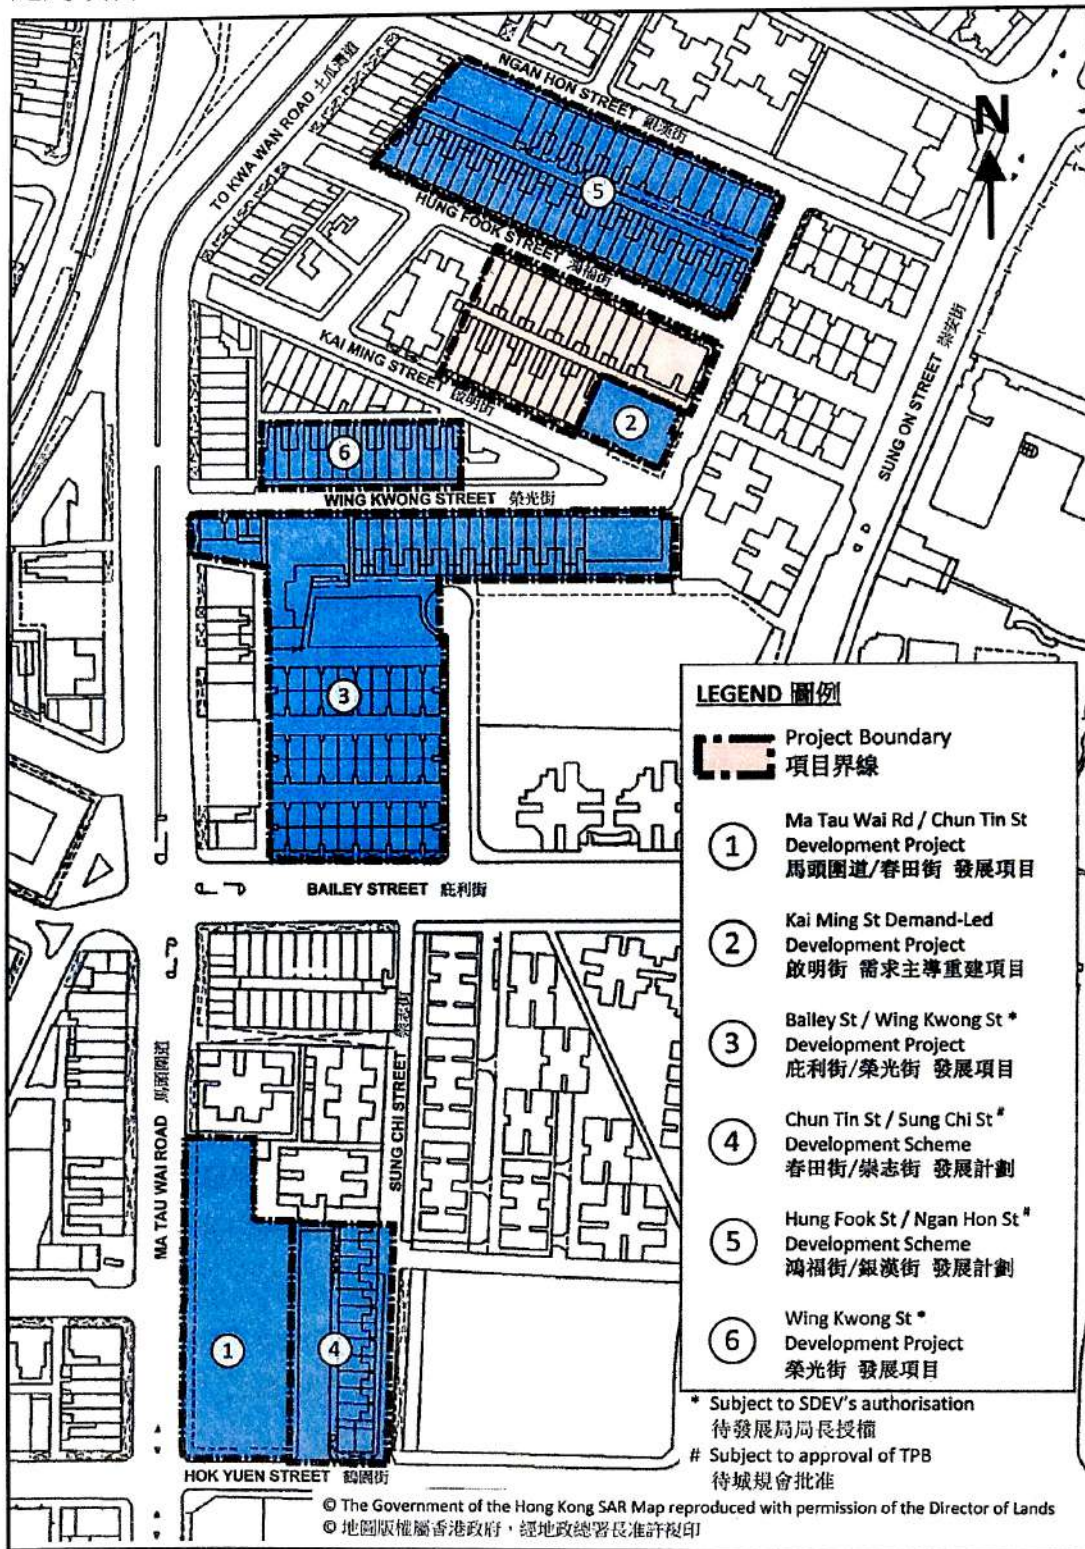 NGAN HON STREET 銀漢街
TO KWA WAN ROAD 土瓜灣道
N
5
HUNG FOOK STREET 鴻福街
KAI MING STREET 啟明街
2
SUNG ON STREET 崇安街
6
WING KWONG STREET 榮光街
3
BAILEY STREET 庇利街
MA TAU WAI ROAD 馬頭圍道
SUNG CHI STREET 崇志街
1
4
HOK YUEN STREET 鶴園街
LEGEND 圖例
Project Boundary
項目界線
1
Ma Tau Wai Rd / Chun Tin St
Development Project
馬頭圍道/春田街 發展項目
2
Kai Ming St Demand-Led
Development Project
啟明街 需求主導重建項目
3
Bailey St / Wing Kwong St *
Development Project
庇利街/榮光街 發展項目
4
Chun Tin St / Sung Chi St #
Development Scheme
春田街/崇志街 發展計劃
5
Hung Fook St / Ngan Hon St #
Development Scheme
鴻福街/銀漢街 發展計劃
6
Wing Kwong St *
Development Project
榮光街 發展項目
* Subject to SDEV's authorisation
待發展局局長授權
# Subject to approval of TPB
待城規會批准
© The Government of the Hong Kong SAR Map reproduced with permission of the Director of Lands
© 地圖版權屬香港政府，經地政總署長准許複印